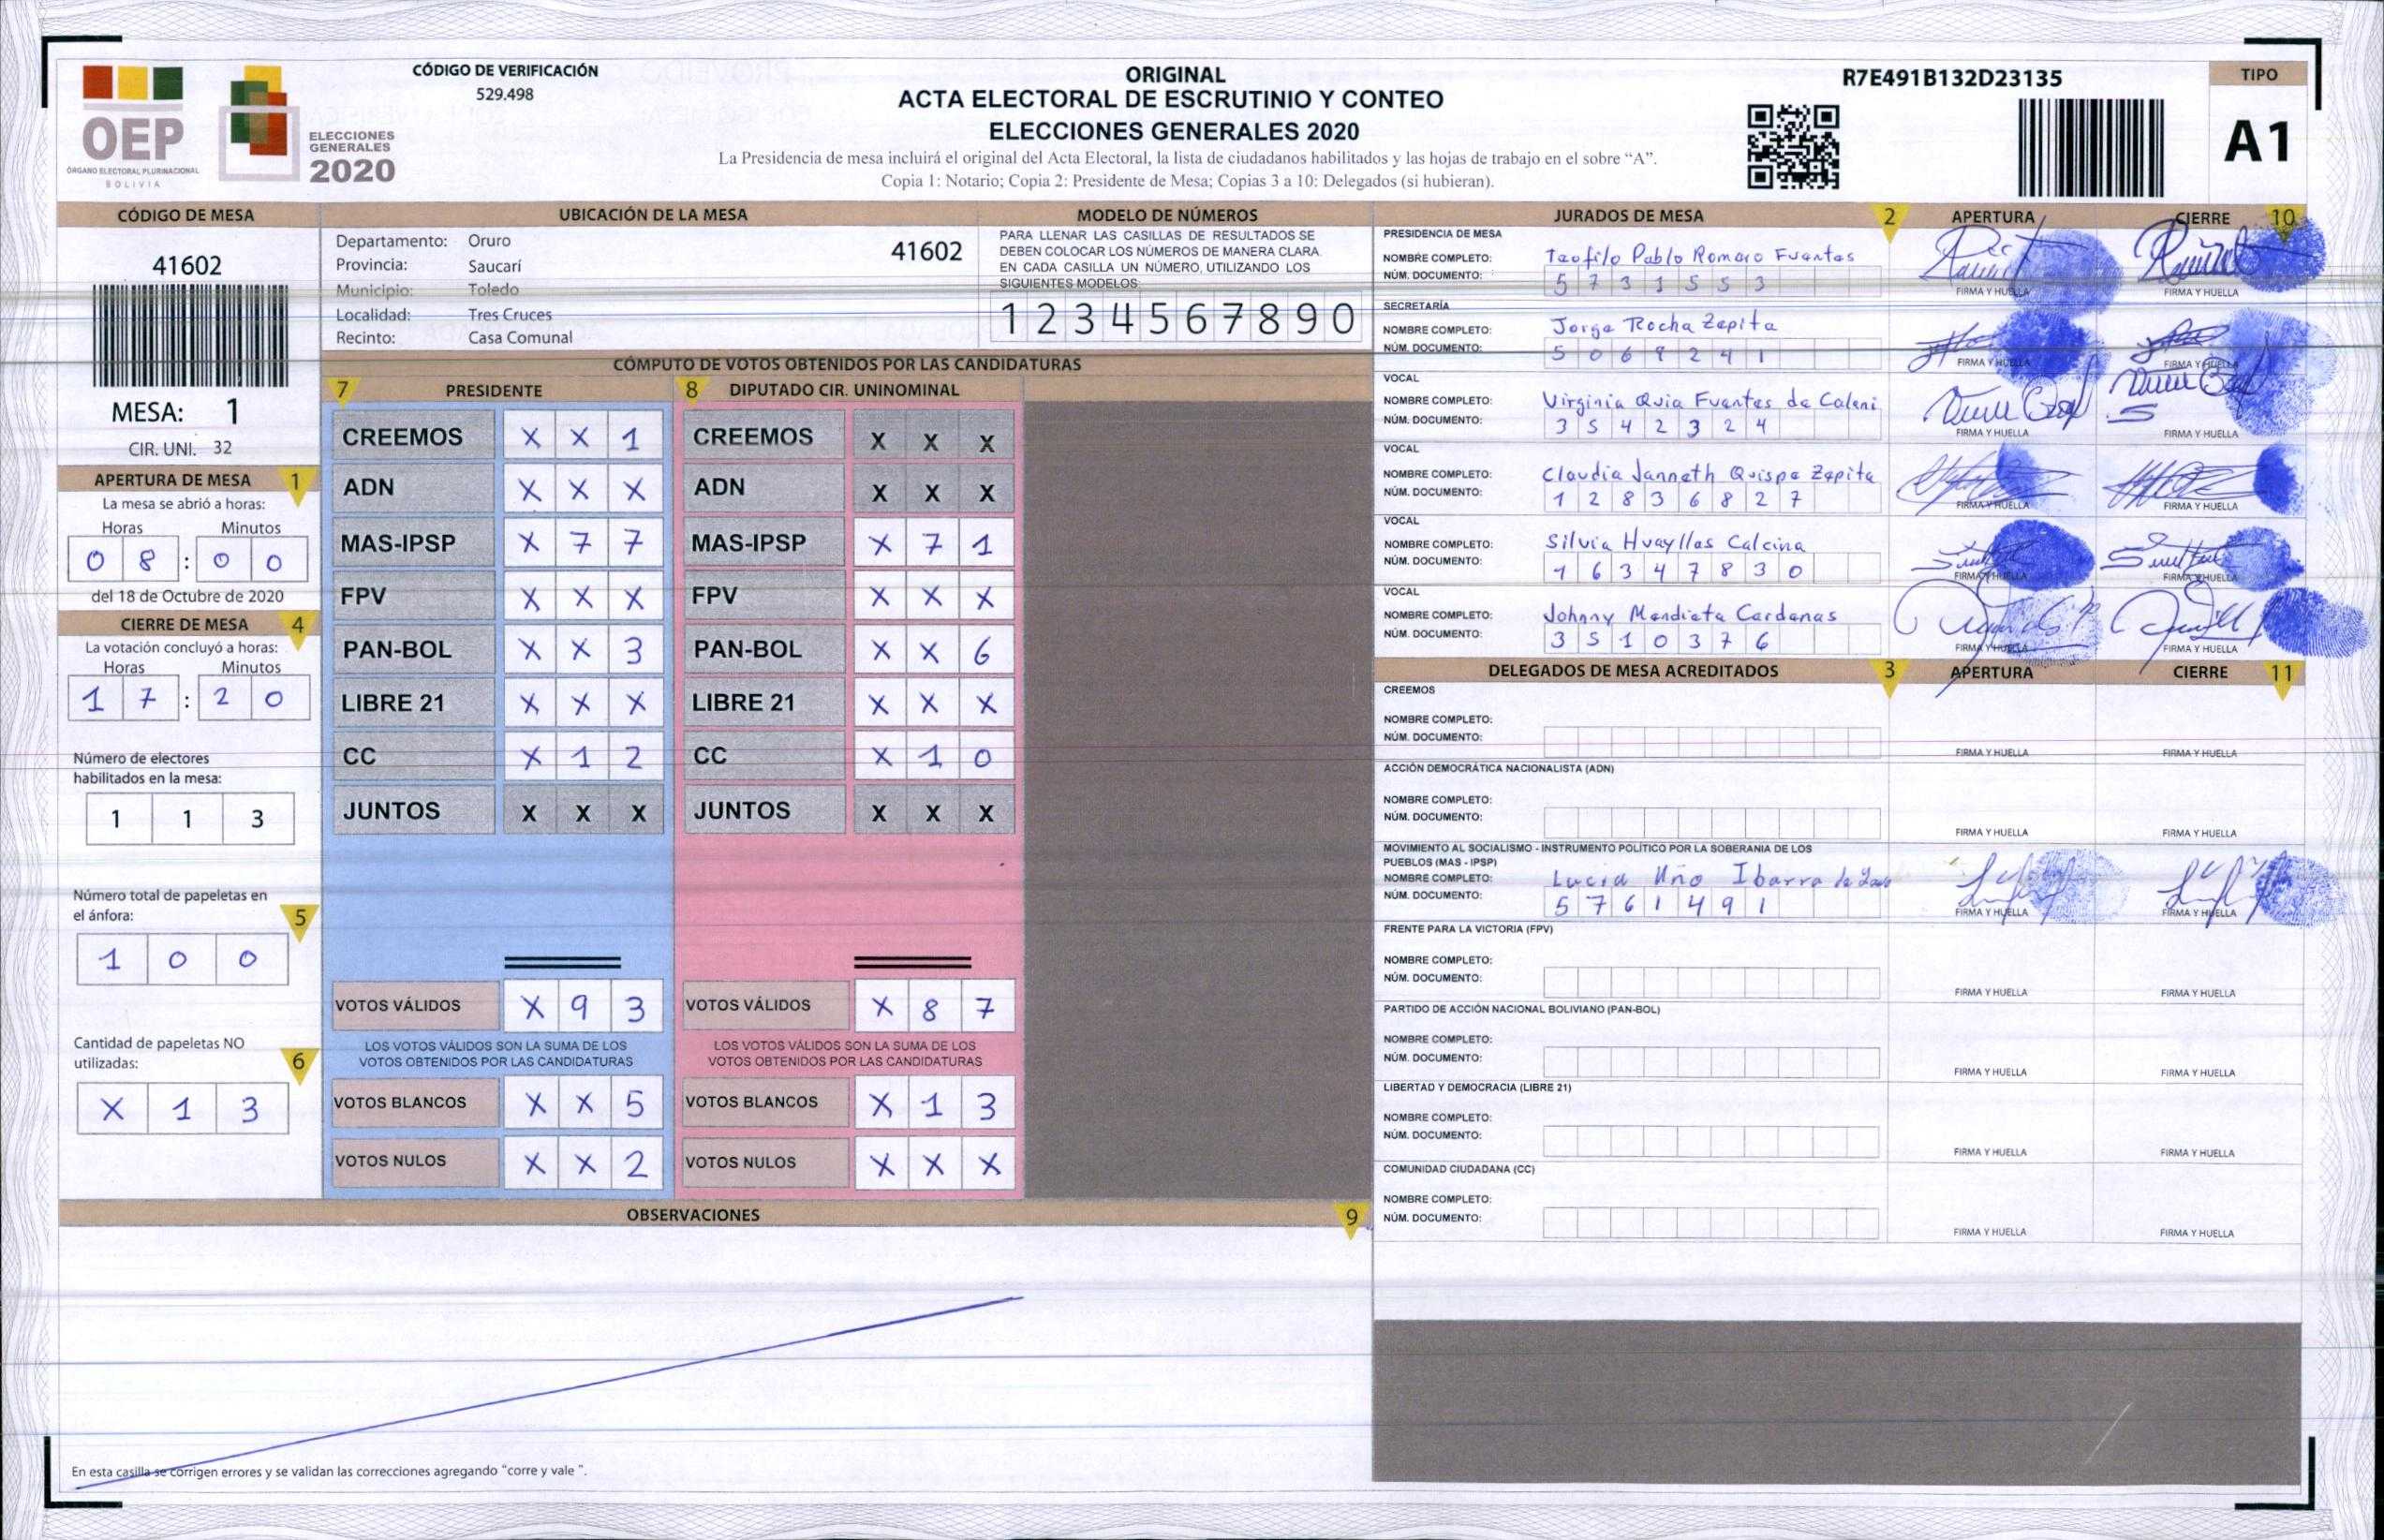 OEP
ÓRGANO ELECTORAL PLURINACIONAL
BOLIVIA
ELECCIONES
GENERALES
2020
CÓDIGO DE VERIFICACIÓN
529.498
ORIGINAL
ACTA ELECTORAL DE ESCRUTINIO Y CONTEO
ELECCIONES GENERALES 2020
La Presidencia de mesa incluirá el original del Acta Electoral, la lista de ciudadanos habilitados y las hojas de trabajo en el sobre “A”.
Copia 1: Notario; Copia 2: Presidente de Mesa; Copias 3 a 10: Delegados (si hubieran).
R7E491B132D23135
TIPO
A1
CÓDIGO DE MESA
41602
MESA: 1
CIR. UNI. 32
APERTURA DE MESA 1
La mesa se abrió a horas:
Horas Minutos
0 8 : 0 0
del 18 de Octubre de 2020
CIERRE DE MESA 4
La votación concluyó a horas:
Horas Minutos
1 7 : 2 0
Número de electores
habilitados en la mesa:
1 1 3
Número total de papeletas en
el ánfora: 5
1 0 0
Cantidad de papeletas NO
utilizadas: 6
X 1 3
UBICACIÓN DE LA MESA
Departamento: Oruro 41602
Provincia: Saucarí
Municipio: Toledo
Localidad: Tres Cruces
Recinto: Casa Comunal
MODELO DE NÚMEROS
PARA LLENAR LAS CASILLAS DE RESULTADOS SE
DEBEN COLOCAR LOS NÚMEROS DE MANERA CLARA
EN CADA CASILLA UN NÚMERO, UTILIZANDO LOS
SIGUIENTES MODELOS:
1 2 3 4 5 6 7 8 9 0
CÓMPUTO DE VOTOS OBTENIDOS POR LAS CANDIDATURAS
7 PRESIDENTE
CREEMOS X X 1
ADN X X X
MAS-IPSP X 7 7
FPV X X X
PAN-BOL X X 3
LIBRE 21 X X X
CC X 1 2
JUNTOS X X X
VOTOS VÁLIDOS X 9 3
LOS VOTOS VÁLIDOS SON LA SUMA DE LOS
VOTOS OBTENIDOS POR LAS CANDIDATURAS
VOTOS BLANCOS X X 5
VOTOS NULOS X X 2
8 DIPUTADO CIR. UNINOMINAL
CREEMOS X X X
ADN X X X
MAS-IPSP X 7 1
FPV X X X
PAN-BOL X X 6
LIBRE 21 X X X
CC X 1 0
JUNTOS X X X
VOTOS VÁLIDOS X 8 7
LOS VOTOS VÁLIDOS SON LA SUMA DE LOS
VOTOS OBTENIDOS POR LAS CANDIDATURAS
VOTOS BLANCOS X 1 3
VOTOS NULOS X X X
OBSERVACIONES 9
En esta casilla se corrigen errores y se validan las correcciones agregando “corre y vale ”.
JURADOS DE MESA 2 APERTURA CIERRE 10
PRESIDENCIA DE MESA
NOMBRE COMPLETO: Teofilo Pablo Romero Fuentes
NÚM. DOCUMENTO: 5 7 3 1 5 5 3
FIRMA Y HUELLA FIRMA Y HUELLA
SECRETARÍA
NOMBRE COMPLETO: Jorge Rocha Zepita
NÚM. DOCUMENTO: 5 0 6 9 2 4 1
FIRMA Y HUELLA FIRMA Y HUELLA
VOCAL
NOMBRE COMPLETO: Virginia Fuentes de
NÚM. DOCUMENTO: 3 5 4 2 3 2 4
FIRMA Y HUELLA FIRMA Y HUELLA
VOCAL
NOMBRE COMPLETO: Claudia Janneth Quispe Zepita
NÚM. DOCUMENTO: 1 2 8 3 6 8 2 7
FIRMA Y HUELLA FIRMA Y HUELLA
VOCAL
NOMBRE COMPLETO: Silvia Huayllas Calcina
NÚM. DOCUMENTO: 1 6 3 4 7 8 3 0
FIRMA Y HUELLA FIRMA Y HUELLA
VOCAL
NOMBRE COMPLETO: Johnny Mendieta Cardenas
NÚM. DOCUMENTO: 3 5 1 0 3 7 6
FIRMA Y HUELLA FIRMA Y HUELLA
DELEGADOS DE MESA ACREDITADOS 3 APERTURA CIERRE 11
CREEMOS
NOMBRE COMPLETO:
NÚM. DOCUMENTO:
FIRMA Y HUELLA FIRMA Y HUELLA
ACCIÓN DEMOCRÁTICA NACIONALISTA (ADN)
NOMBRE COMPLETO:
NÚM. DOCUMENTO:
FIRMA Y HUELLA FIRMA Y HUELLA
MOVIMIENTO AL SOCIALISMO - INSTRUMENTO POLÍTICO POR LA SOBERANIA DE LOS
PUEBLOS (MAS - IPSP)
NOMBRE COMPLETO: Lucia Uño Ibarra de
NÚM. DOCUMENTO: 5 7 6 1 4 9 1
FIRMA Y HUELLA FIRMA Y HUELLA
FRENTE PARA LA VICTORIA (FPV)
NOMBRE COMPLETO:
NÚM. DOCUMENTO:
FIRMA Y HUELLA FIRMA Y HUELLA
PARTIDO DE ACCIÓN NACIONAL BOLIVIANO (PAN-BOL)
NOMBRE COMPLETO:
NÚM. DOCUMENTO:
FIRMA Y HUELLA FIRMA Y HUELLA
LIBERTAD Y DEMOCRACIA (LIBRE 21)
NOMBRE COMPLETO:
NÚM. DOCUMENTO:
FIRMA Y HUELLA FIRMA Y HUELLA
COMUNIDAD CIUDADANA (CC)
NOMBRE COMPLETO:
NÚM. DOCUMENTO:
FIRMA Y HUELLA FIRMA Y HUELLA